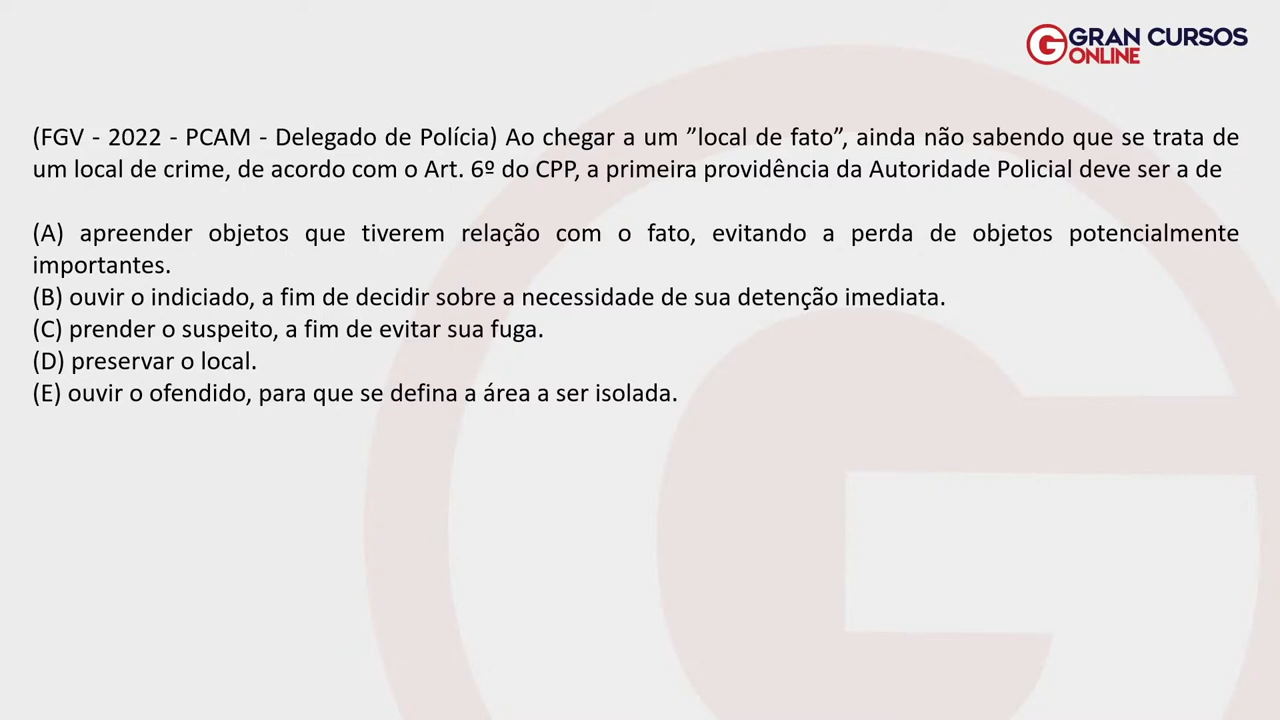 GRAN CURSOS
ONLINE
(FGV - 2022 - PCAM - Delegado de Polícia) Ao chegar a um ”local de fato”, ainda não sabendo que se trata de
um local de crime, de acordo com o Art. 6º do CPP, a primeira providência da Autoridade Policial deve ser a de
(A) apreender objetos que tiverem relação com o fato, evitando a perda de objetos potencialmente
importantes.
(B) ouvir o indiciado, a fim de decidir sobre a necessidade de sua detenção imediata.
(C) prender o suspeito, a fim de evitar sua fuga.
(D) preservar o local.
(E) ouvir o ofendido, para que se defina a área a ser isolada.